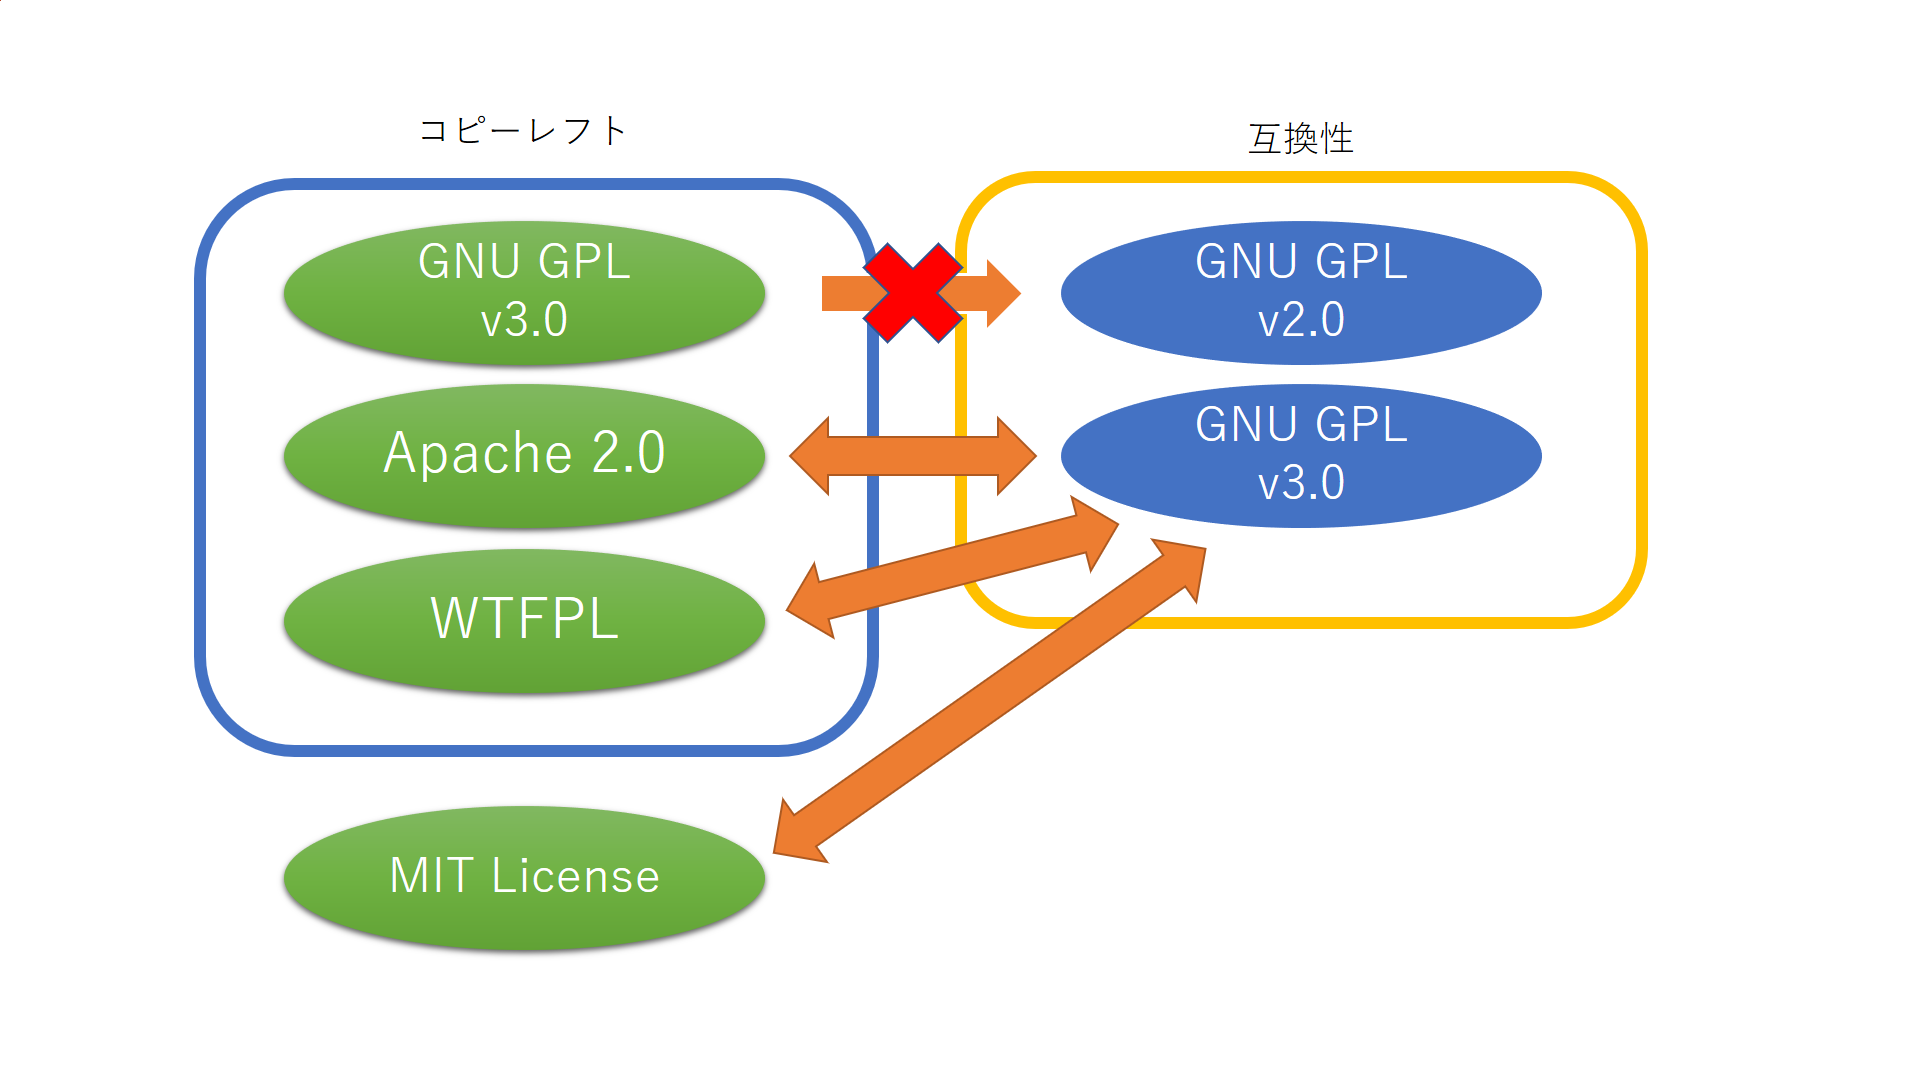 コピーレフト
互換性
GNU GPL
v3.0
GNU GPL
v2.0
Apache 2.0
GNU GPL
v3.0
WTFPL
MIT License